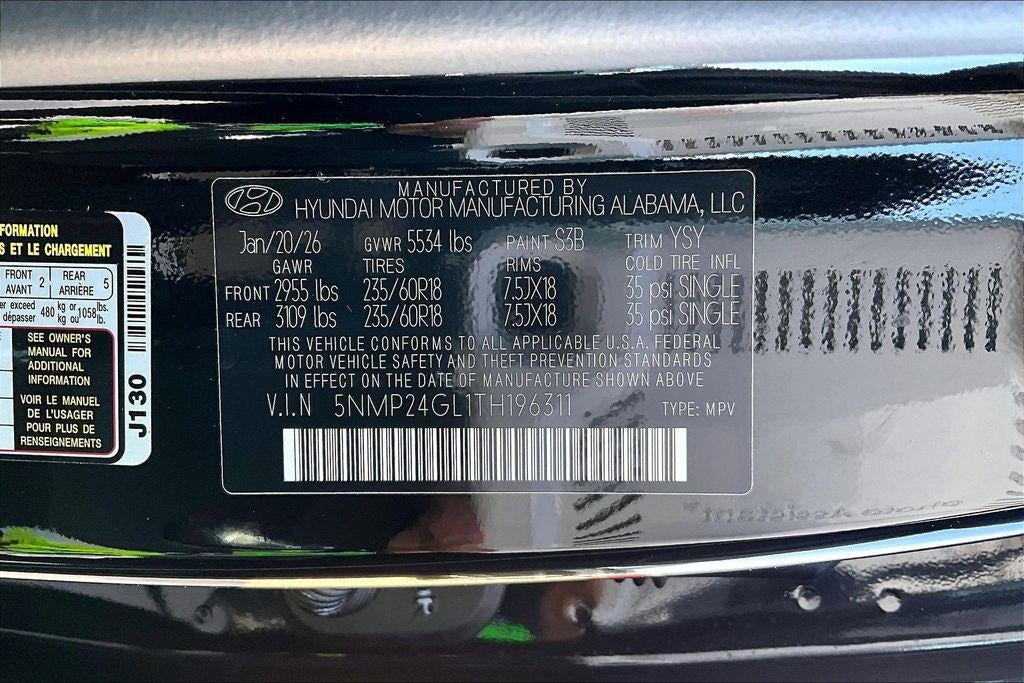 MANUFACTURED BY
HYUNDAI MOTOR MANUFACTURING ALABAMA, LLC
Jan/20/26 GVWR 5534 lbs PAINT S3B TRIM YSY
GAWR TIRES RIMS COLD TIRE INFL
FRONT 2955 lbs 235/60R18 7.5JX18 35 psi SINGLE
REAR 3109 lbs 235/60R18 7.5JX18 35 psi SINGLE
THIS VEHICLE CONFORMS TO ALL APPLICABLE U.S.A. FEDERAL
MOTOR VEHICLE SAFETY AND THEFT PREVENTION STANDARDS
IN EFFECT ON THE DATE OF MANUFACTURE SHOWN ABOVE
V.I.N 5NMP24GL1TH196311 TYPE: MPV
FORMATION
S ET LE CHARGEMENT
FRONT AVANT 2 REAR ARRIÈRE 5
er exceed
dépasser 480 kg or kg ou 1058 lbs. lb.
SEE OWNER'S
MANUAL FOR
ADDITIONAL
INFORMATION
VOIR LE MANUEL
DE L'USAGER
POUR PLUS DE
RENSEIGNEMENTS
J130